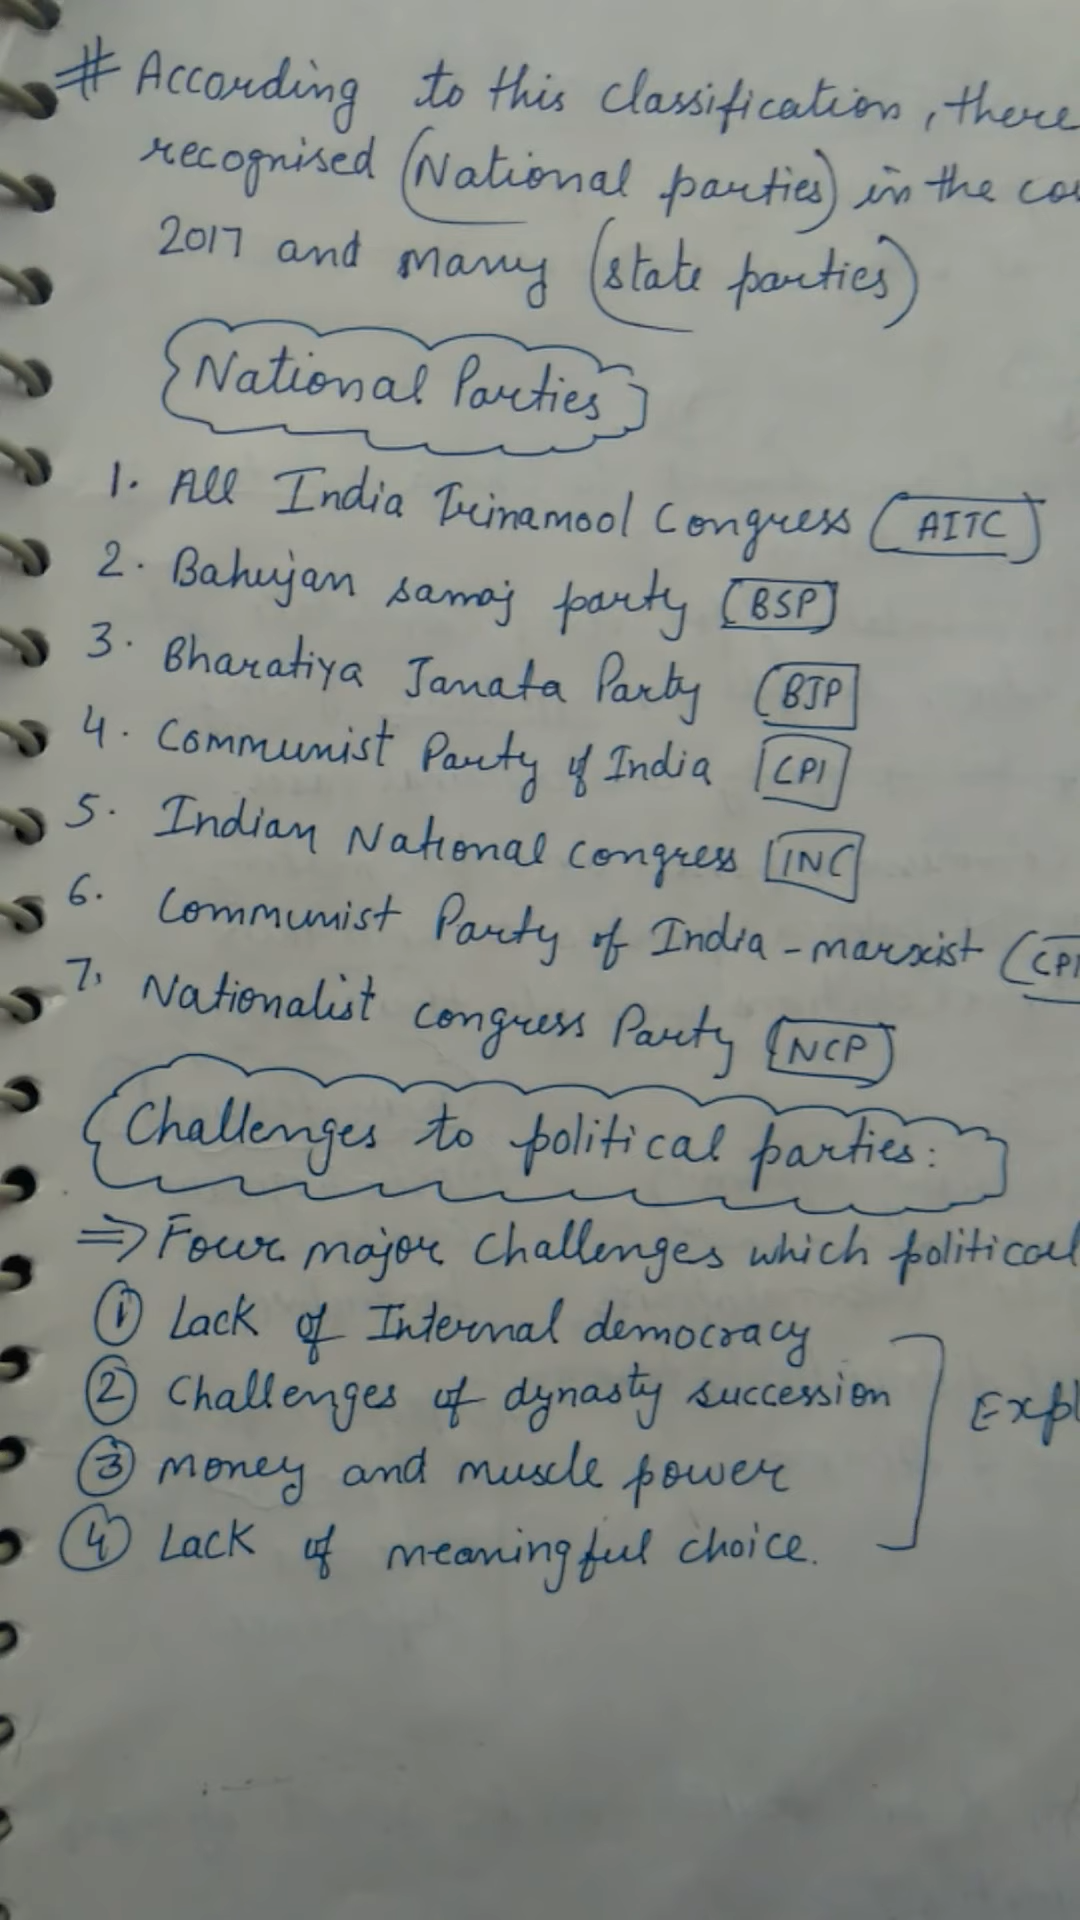 # According to this classification, there
recognised (National parties) in the
2017 and many (state parties)
National Parties
1. All India Trinamool Congress (AITC)
2. Bahujan samaj party (BSP)
3. Bharatiya Janata Party (BJP)
4. Communist Party of India [CPI]
5. Indian National Congress [INC]
6. Communist Party of India - marxist (CPI
7. Nationalist congress Party (NCP)
Challenges to political parties:
⇒ Four major challenges which political
① Lack of Internal democracy
② Challenges of dynasty succession
③ money and muscle power
④ Lack of meaningful choice.
Expl